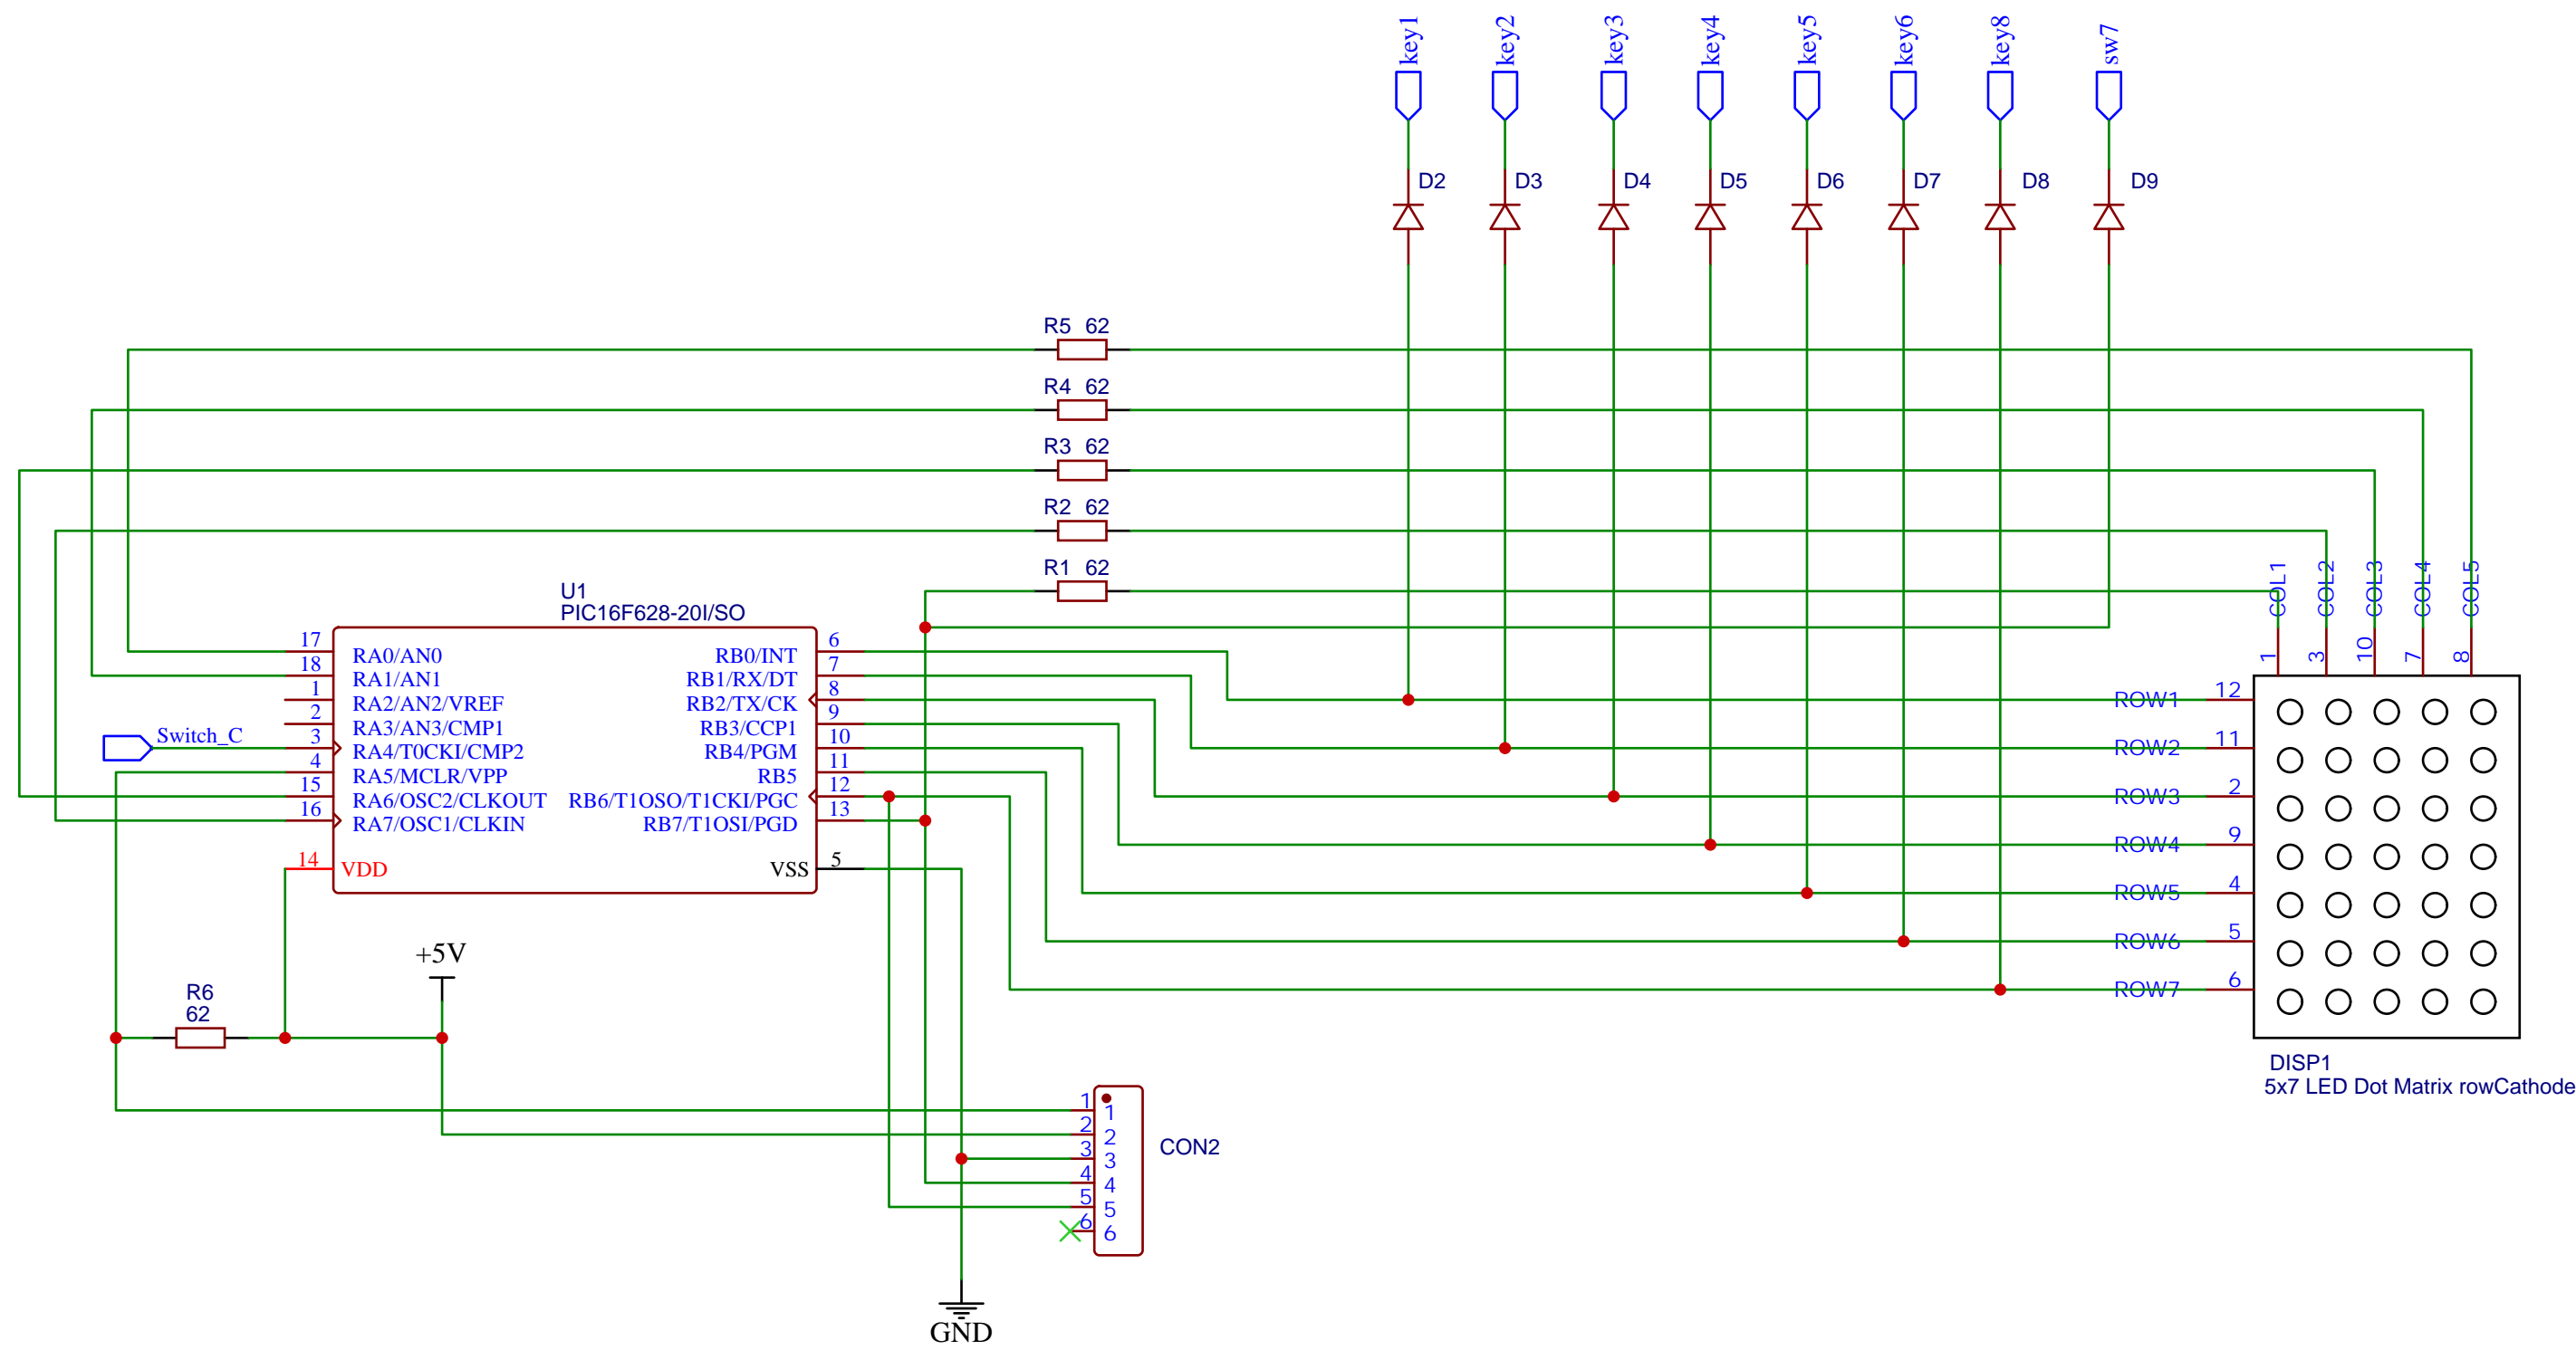 key1
key2
key3
key4
key5
key6
key8
sw7
D2
D3
D4
D5
D6
D7
D8
D9
R5 62
R4 62
R3 62
R2 62
R1 62
U1
PIC16F628-20I/SO
17 RA0/AN0
18 RA1/AN1
1 RA2/AN2/VREF
2 RA3/AN3/CMP1
Switch_C
3 RA4/T0CKI/CMP2
4 RA5/MCLR/VPP
15 RA6/OSC2/CLKOUT
16 RA7/OSC1/CLKIN
14 VDD
RB0/INT 6
RB1/RX/DT 7
RB2/TX/CK 8
RB3/CCP1 9
RB4/PGM 10
RB5 11
RB6/T1OSO/T1CKI/PGC 12
RB7/T1OSI/PGD 13
VSS 5
COL1
COL2
COL3
COL4
COL5
1
3
10
7
8
ROW1 12
ROW2 11
ROW3 2
ROW4 9
ROW5 4
ROW6 5
ROW7 6
DISP1
5x7 LED Dot Matrix rowCathode
+5V
R6
62
1 1
2 2
3 3
4 4
5 5
6 6
CON2
GND